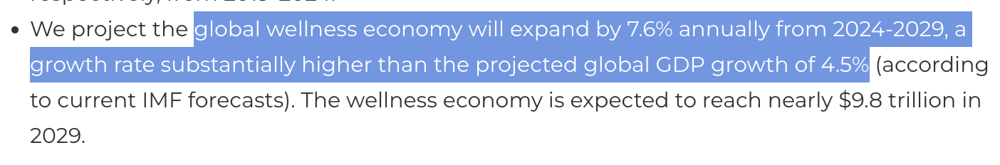 We project the global wellness economy will expand by 7.6% annually from 2024-2029, a
growth rate substantially higher than the projected global GDP growth of 4.5% (according
to current IMF forecasts). The wellness economy is expected to reach nearly $9.8 trillion in
2029.